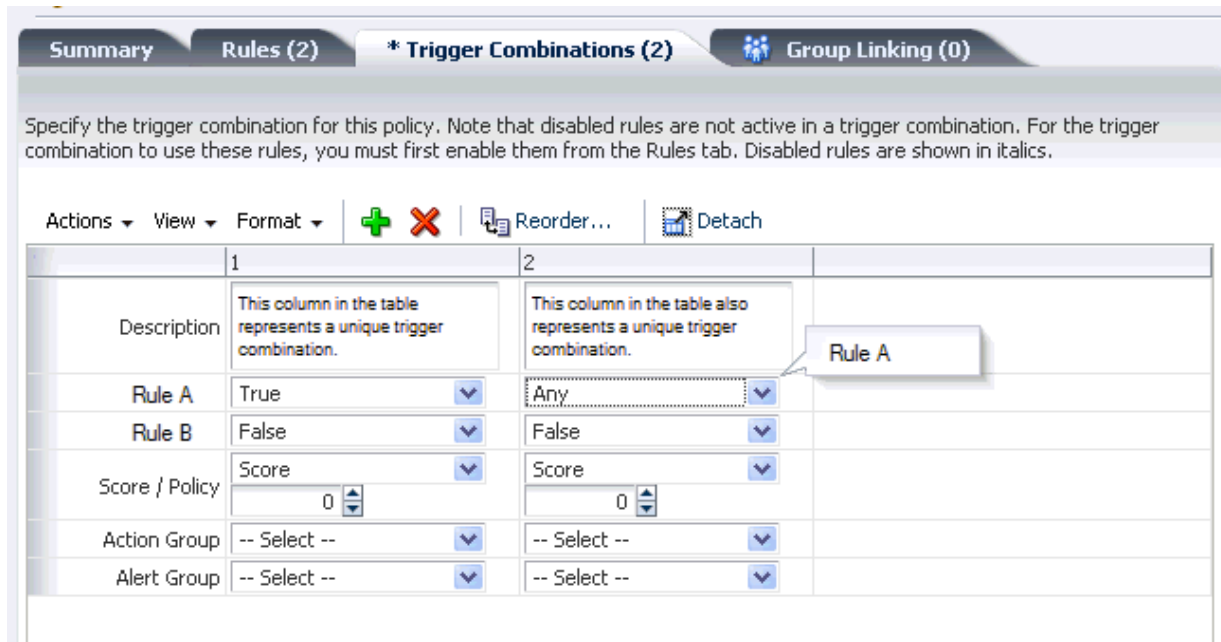 Summary
Rules (2)
* Trigger Combinations (2)
Group Linking (0)
Specify the trigger combination for this policy. Note that disabled rules are not active in a trigger combination. For the trigger
combination to use these rules, you must first enable them from the Rules tab. Disabled rules are shown in italics.
Actions View Format Reorder... Detach
1 2
Description
This column in the table
represents a unique trigger
combination.
This column in the table also
represents a unique trigger
combination.
Rule A
Rule A True Any
Rule B False False
Score / Policy
Score Score
0 0
Action Group -- Select -- -- Select --
Alert Group -- Select -- -- Select --